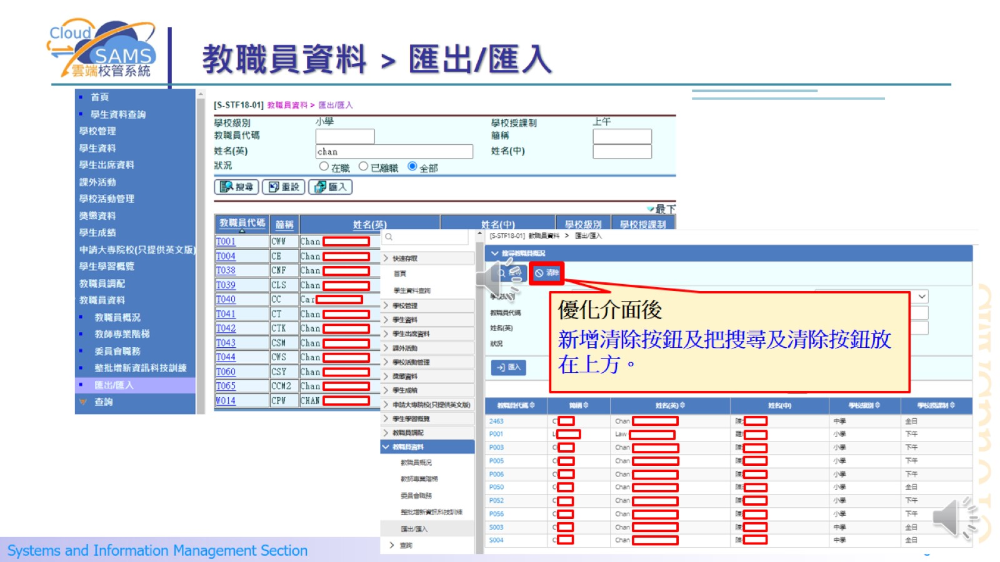 Cloud
SAMS
雲端校管系統
教職員資料 > 匯出/匯入
首頁
學生資料查詢
學校管理
學生資料
學生出席資料
課外活動
學校活動管理
獎懲資料
學生成績
申請大專院校(只提供英文版)
學生學習概覽
教職員調配
教職員資料
教職員概況
教師專業階梯
委員會職務
整批增新資訊科技訓練
匯出/匯入
查詢
[S-STF18-01] 教職員資料 > 匯出/匯入
學校級別 小學 學校授課制 上午
教職員代碼 簡稱
姓名(英) chan 姓名(中)
狀況 在職 已離職 全部
搜尋 重設 匯入
最下
教職員代碼 簡稱 姓名(英) 姓名(中) 學校級別 學校授課制
T001 CWW Chan
T004 CE Chan
T038 CNF Chan
T039 CLS Chan
T040 CC Car
T041 CT Chan
T042 CTK Chan
T043 CSM Chan
T044 CWS Chan
T060 CSY Chan
T065 CCM2 Chan
W014 CPW CHAN
快速存取
首頁
學生資料查詢
學校管理
學生資料
學生出席資料
課外活動
學校活動管理
獎懲資料
學生成績
申請大專院校(只提供英文版)
學生學習概覽
教職員調配
教職員資料
教職員概況
教師專業階梯
委員會職務
整批增新資訊科技訓練
匯出/匯入
查詢
[S-STF18-01] 教職員資料 > 匯出/匯入
搜尋教職員概況
清除
教職員代碼
姓名(英)
狀況
匯入
優化介面後
新增清除按鈕及把搜尋及清除按鈕放
在上方。
教職員代碼 簡稱 姓名(英) 姓名(中) 學校級別 學校授課制
2463 C Chan 陳 中學 全日
P001 L Law 羅 小學 下午
P003 C Chan 陳 小學 下午
P005 C Chan 陳 小學 下午
P006 C Chan 陳 小學 下午
P050 C Chan 陳 小學 全日
P052 C Chan 陳 小學 下午
P056 C Chan 陳 小學 下午
S003 C Chan 陳 中學 全日
S004 C Chan 陳 中學 全日
Systems and Information Management Section